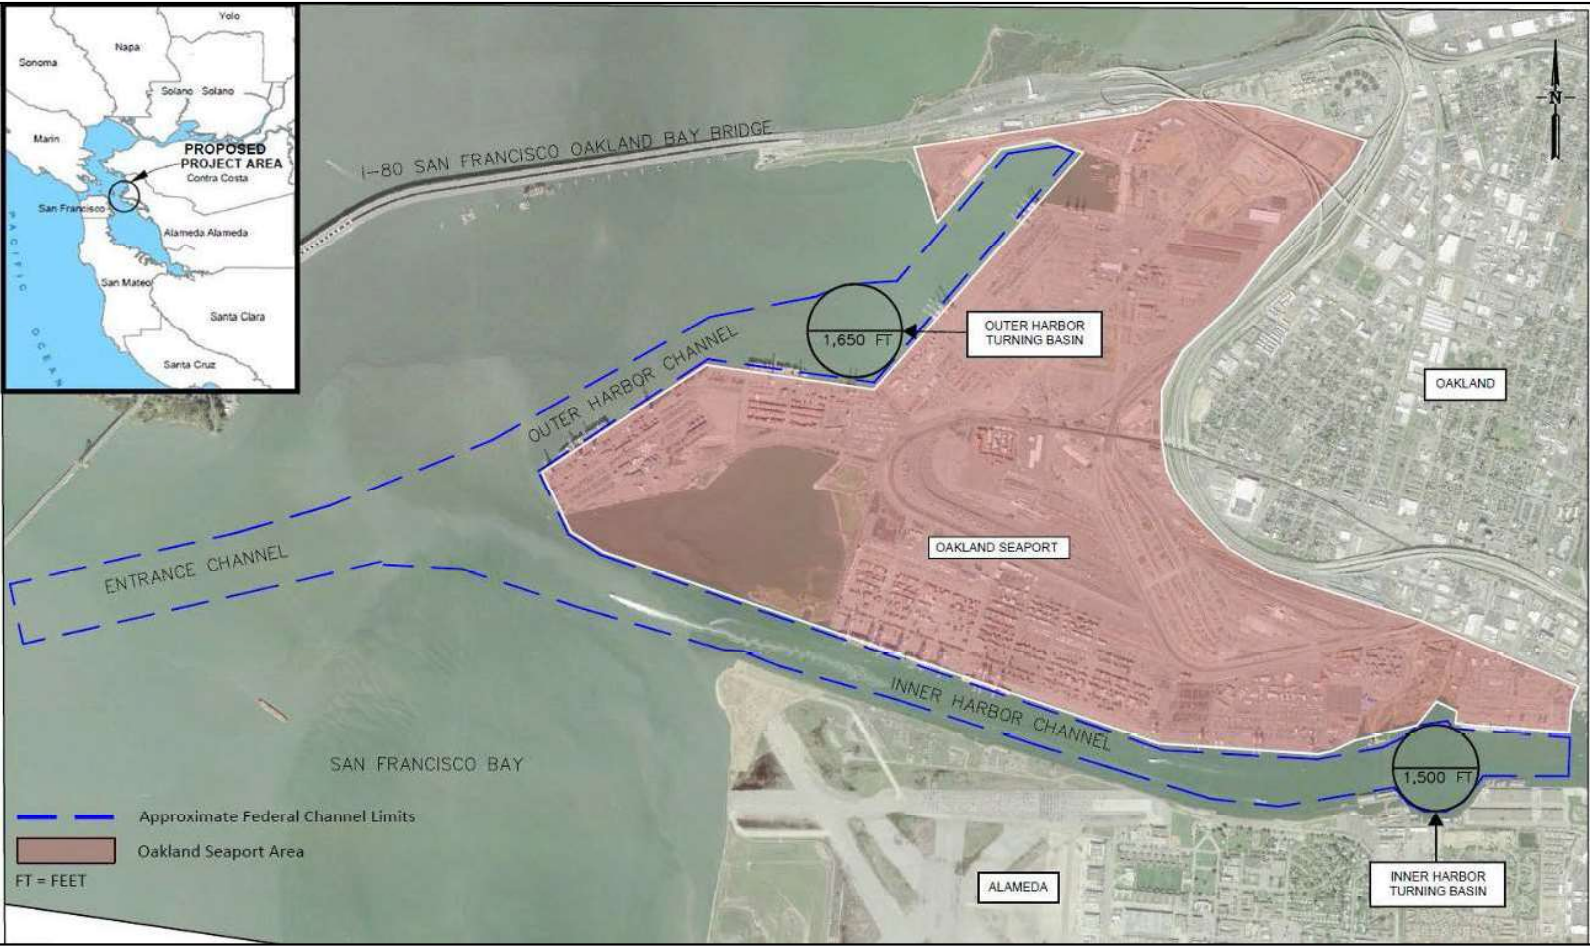 Yolo
Napa
Sonoma
Solano Solano
Marin
PROPOSED
PROJECT AREA
Contra Costa
San Francisco
Alameda Alameda
San Mateo
Santa Clara
Santa Cruz
PACIFIC OCEAN
I-80 SAN FRANCISCO OAKLAND BAY BRIDGE
N
OUTER HARBOR
TURNING BASIN
1,650 FT
OUTER HARBOR CHANNEL
OAKLAND
ENTRANCE CHANNEL
OAKLAND SEAPORT
INNER HARBOR CHANNEL
SAN FRANCISCO BAY
1,500 FT
Approximate Federal Channel Limits
Oakland Seaport Area
FT = FEET
ALAMEDA
INNER HARBOR
TURNING BASIN